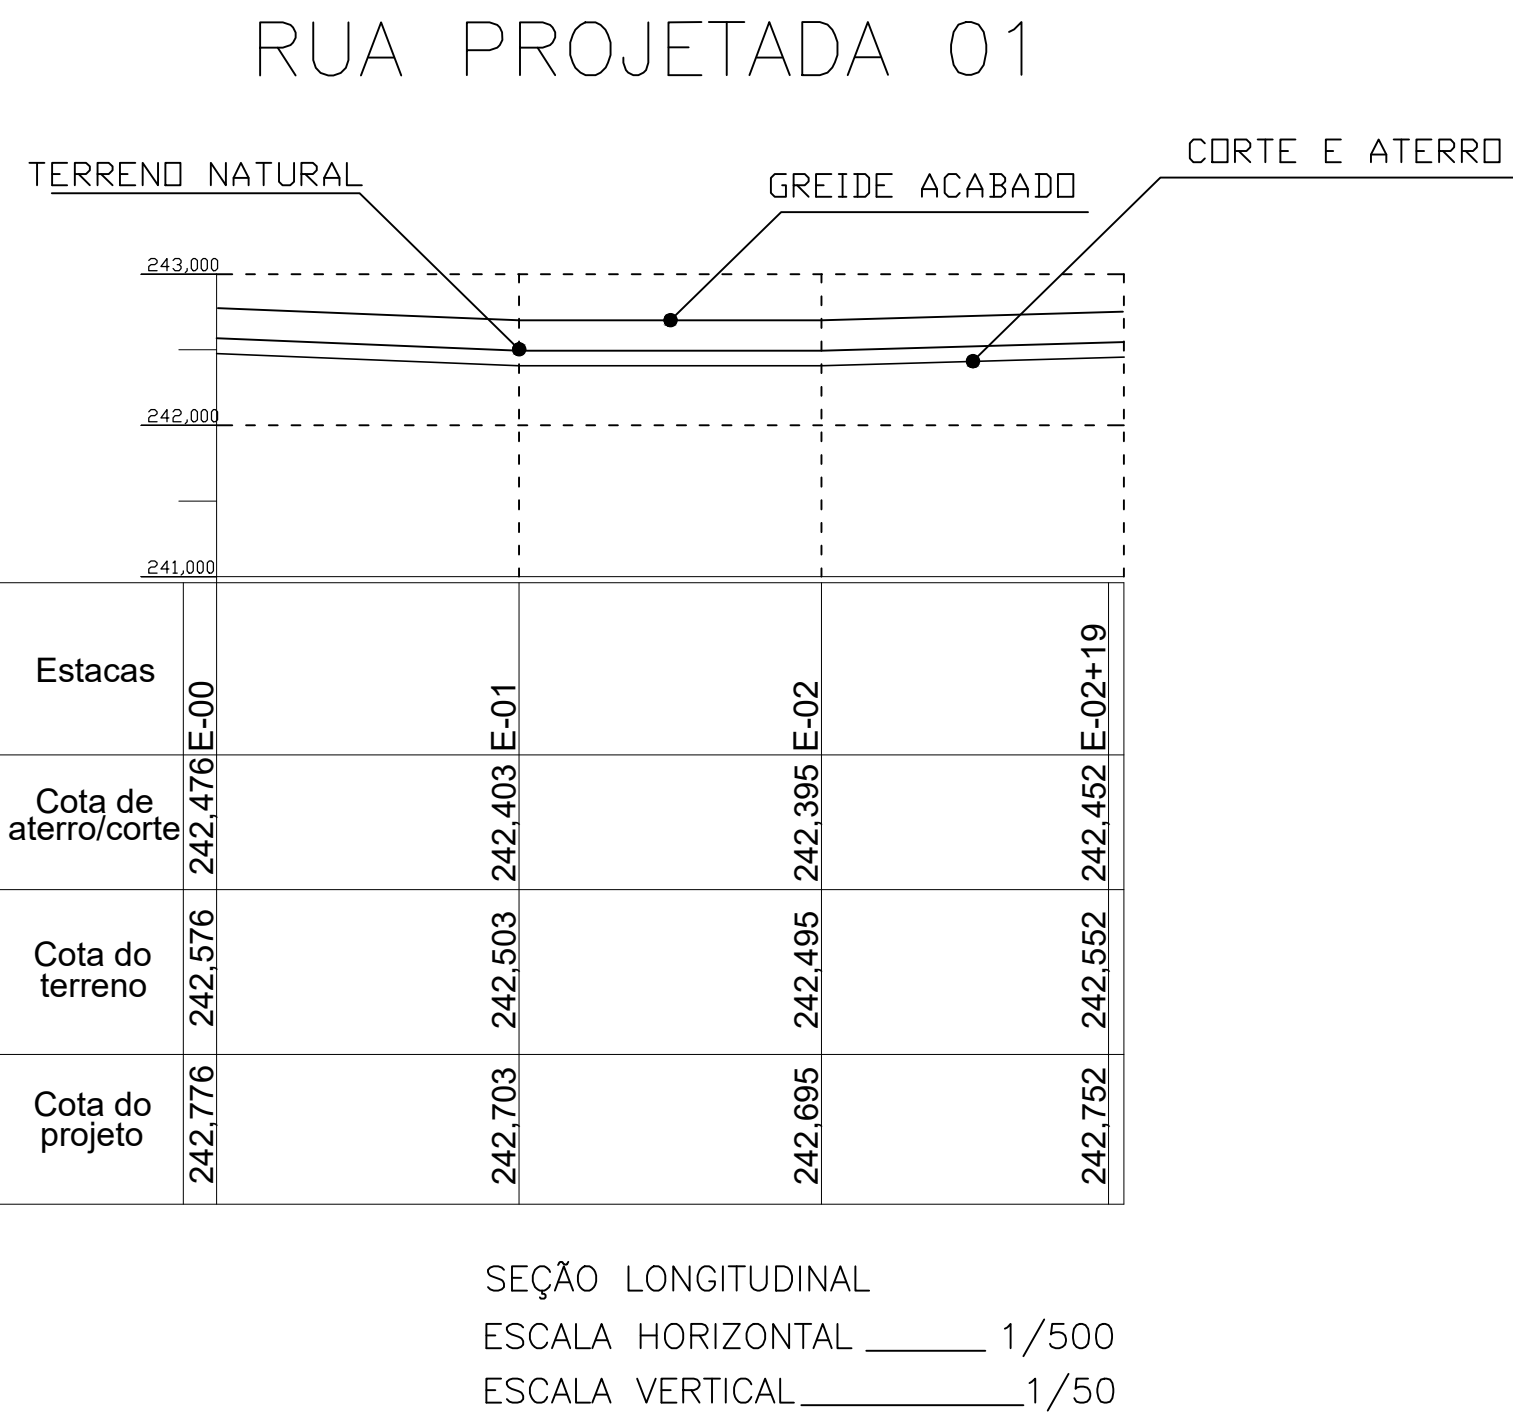 RUA PROJETADA 01
CORTE E ATERRO
TERRENO NATURAL
GREIDE ACABADO
243,000
242,000
241,000
Estacas
E-00
E-01
E-02
E-02+19
Cota de
aterro/corte
242,476
242,403
242,395
242,452
Cota do
terreno
242,576
242,503
242,495
242,552
Cota do
projeto
242,776
242,703
242,695
242,752
SEÇÃO LONGITUDINAL
ESCALA HORIZONTAL ______ 1/500
ESCALA VERTICAL___________1/50